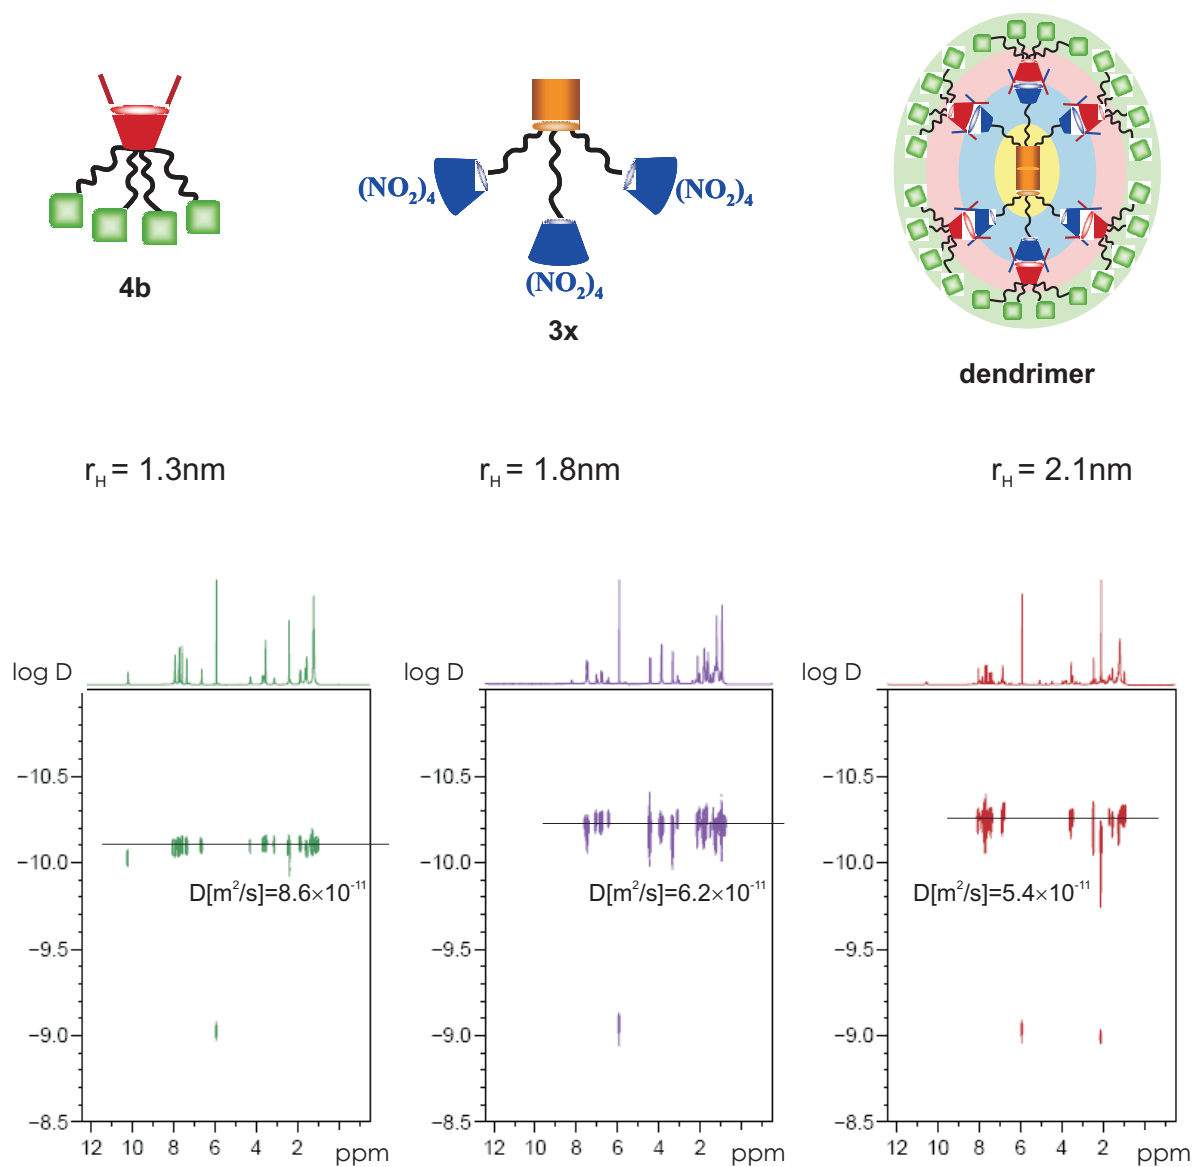 (NO₂)₄
(NO₂)₄
(NO₂)₄
4b
3x
dendrimer
r_H = 1.3nm
r_H = 1.8nm
r_H = 2.1nm
log D
−10.5
−10.0
−9.5
−9.0
−8.5
D[m²/s]=8.6×10⁻¹¹
12 10 8 6 4 2 ppm
log D
−10.5
−10.0
−9.5
−9.0
−8.5
D[m²/s]=6.2×10⁻¹¹
12 10 8 6 4 2 ppm
log D
−10.5
−10.0
−9.5
−9.0
−8.5
D[m²/s]=5.4×10⁻¹¹
12 10 8 6 4 2 ppm